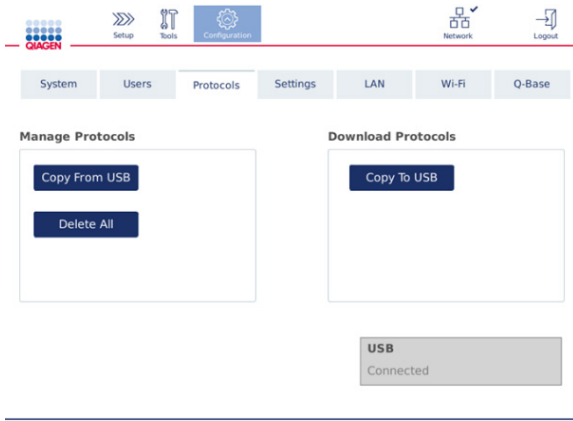 QIAGEN
Setup
Tools
Configuration
Network
Logout
System
Users
Protocols
Settings
LAN
Wi-Fi
Q-Base
Manage Protocols
Download Protocols
Copy From USB
Copy To USB
Delete All
USB
Connected